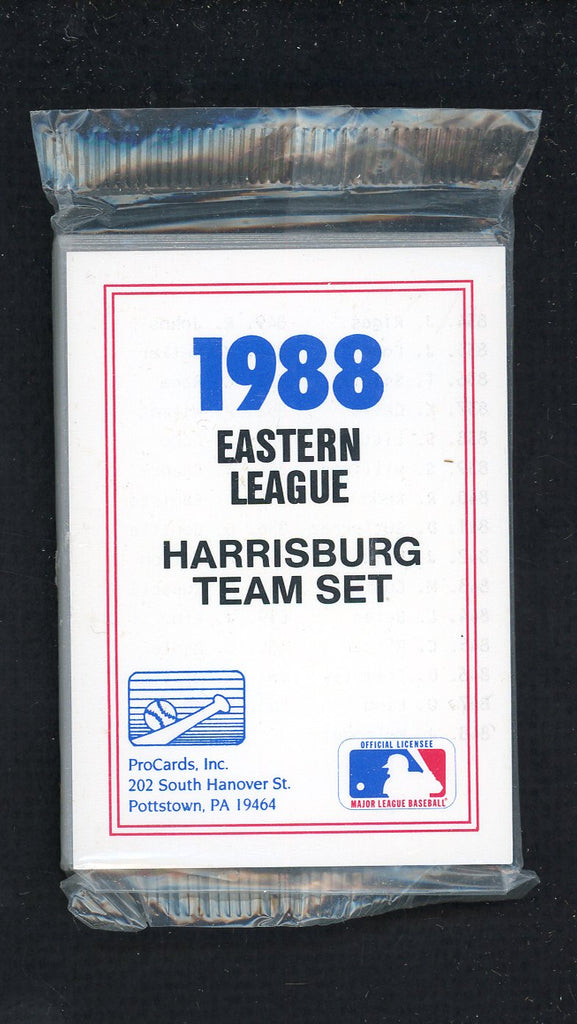 1988
EASTERN
LEAGUE
HARRISBURG
TEAM SET
ProCards, Inc.
202 South Hanover St.
Pottstown, PA 19464
OFFICIAL LICENSEE
MAJOR LEAGUE BASEBALL